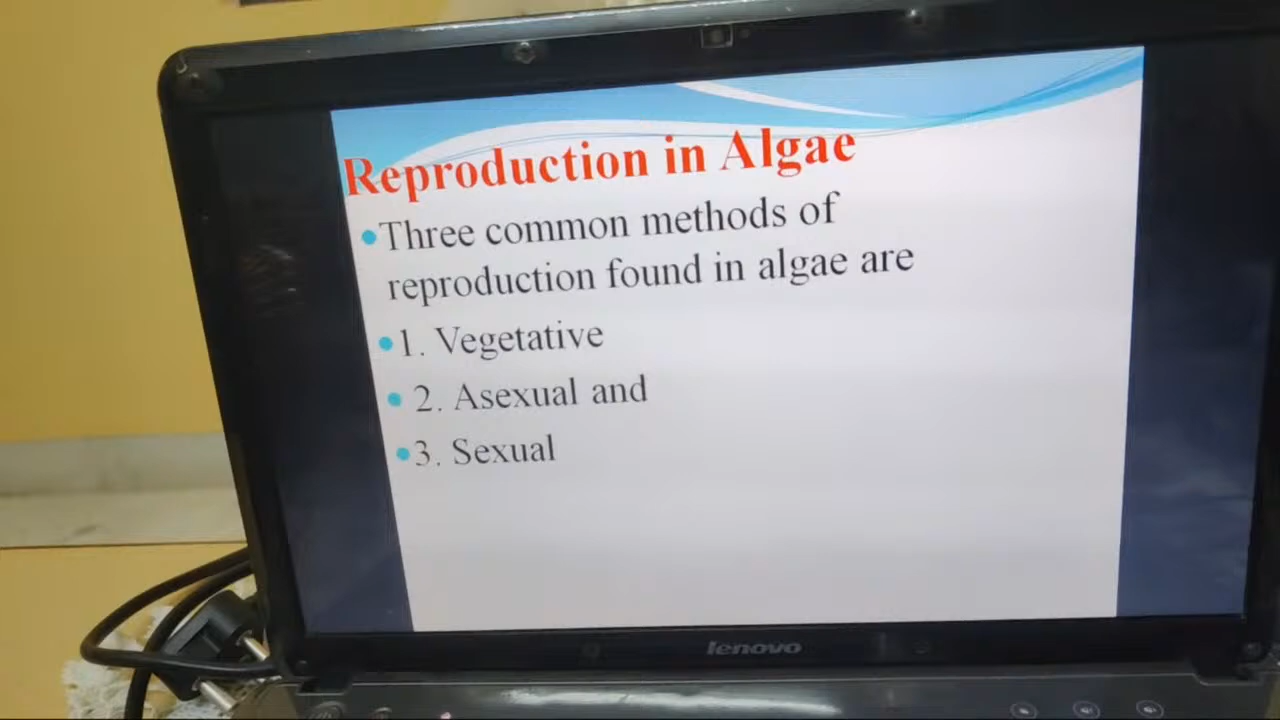 Reproduction in Algae
•Three common methods of
reproduction found in algae are
•1. Vegetative
•2. Asexual and
•3. Sexual
lenovo